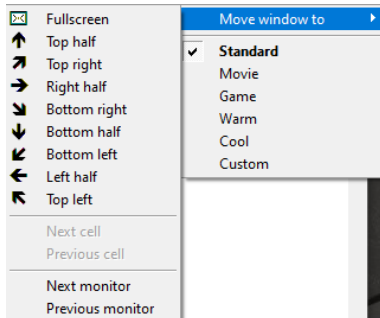 Fullscreen
Top half
Top right
Right half
Bottom right
Bottom half
Bottom left
Left half
Top left
Next cell
Previous cell
Next monitor
Previous monitor
Move window to
Standard
Movie
Game
Warm
Cool
Custom